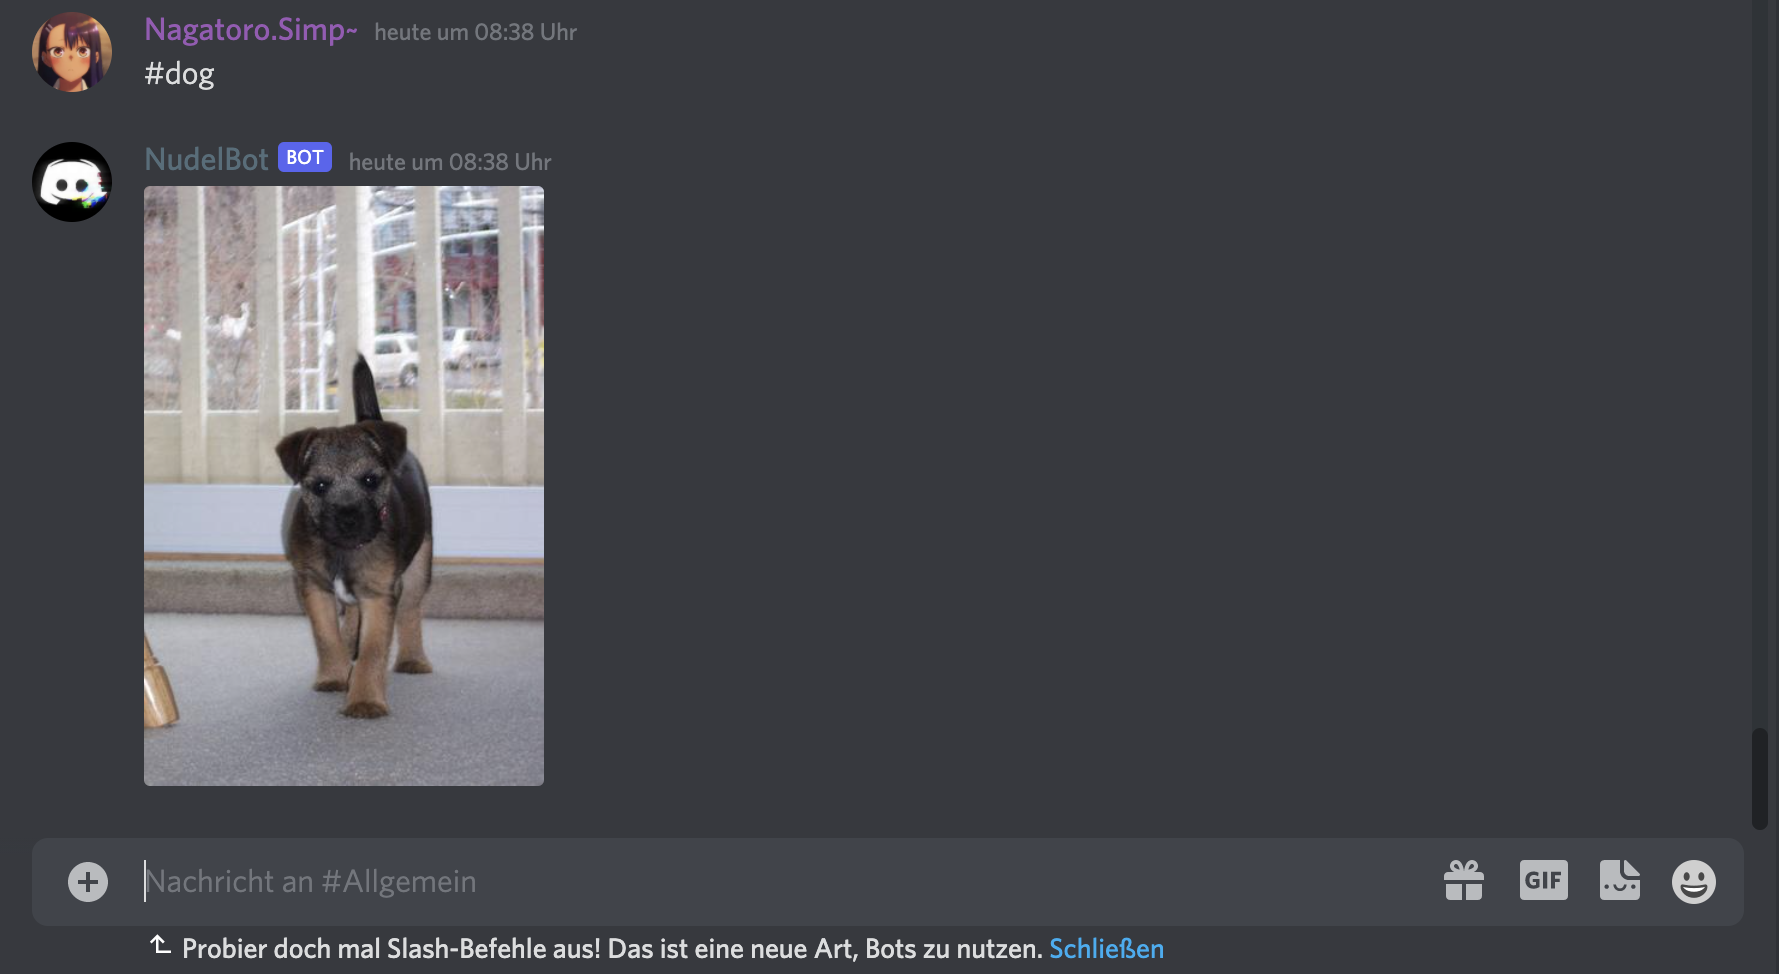 Nagatoro.Simp~ heute um 08:38 Uhr
#dog
NudelBot BOT heute um 08:38 Uhr
Nachricht an #Allgemein
GIF
Probier doch mal Slash-Befehle aus! Das ist eine neue Art, Bots zu nutzen. Schließen